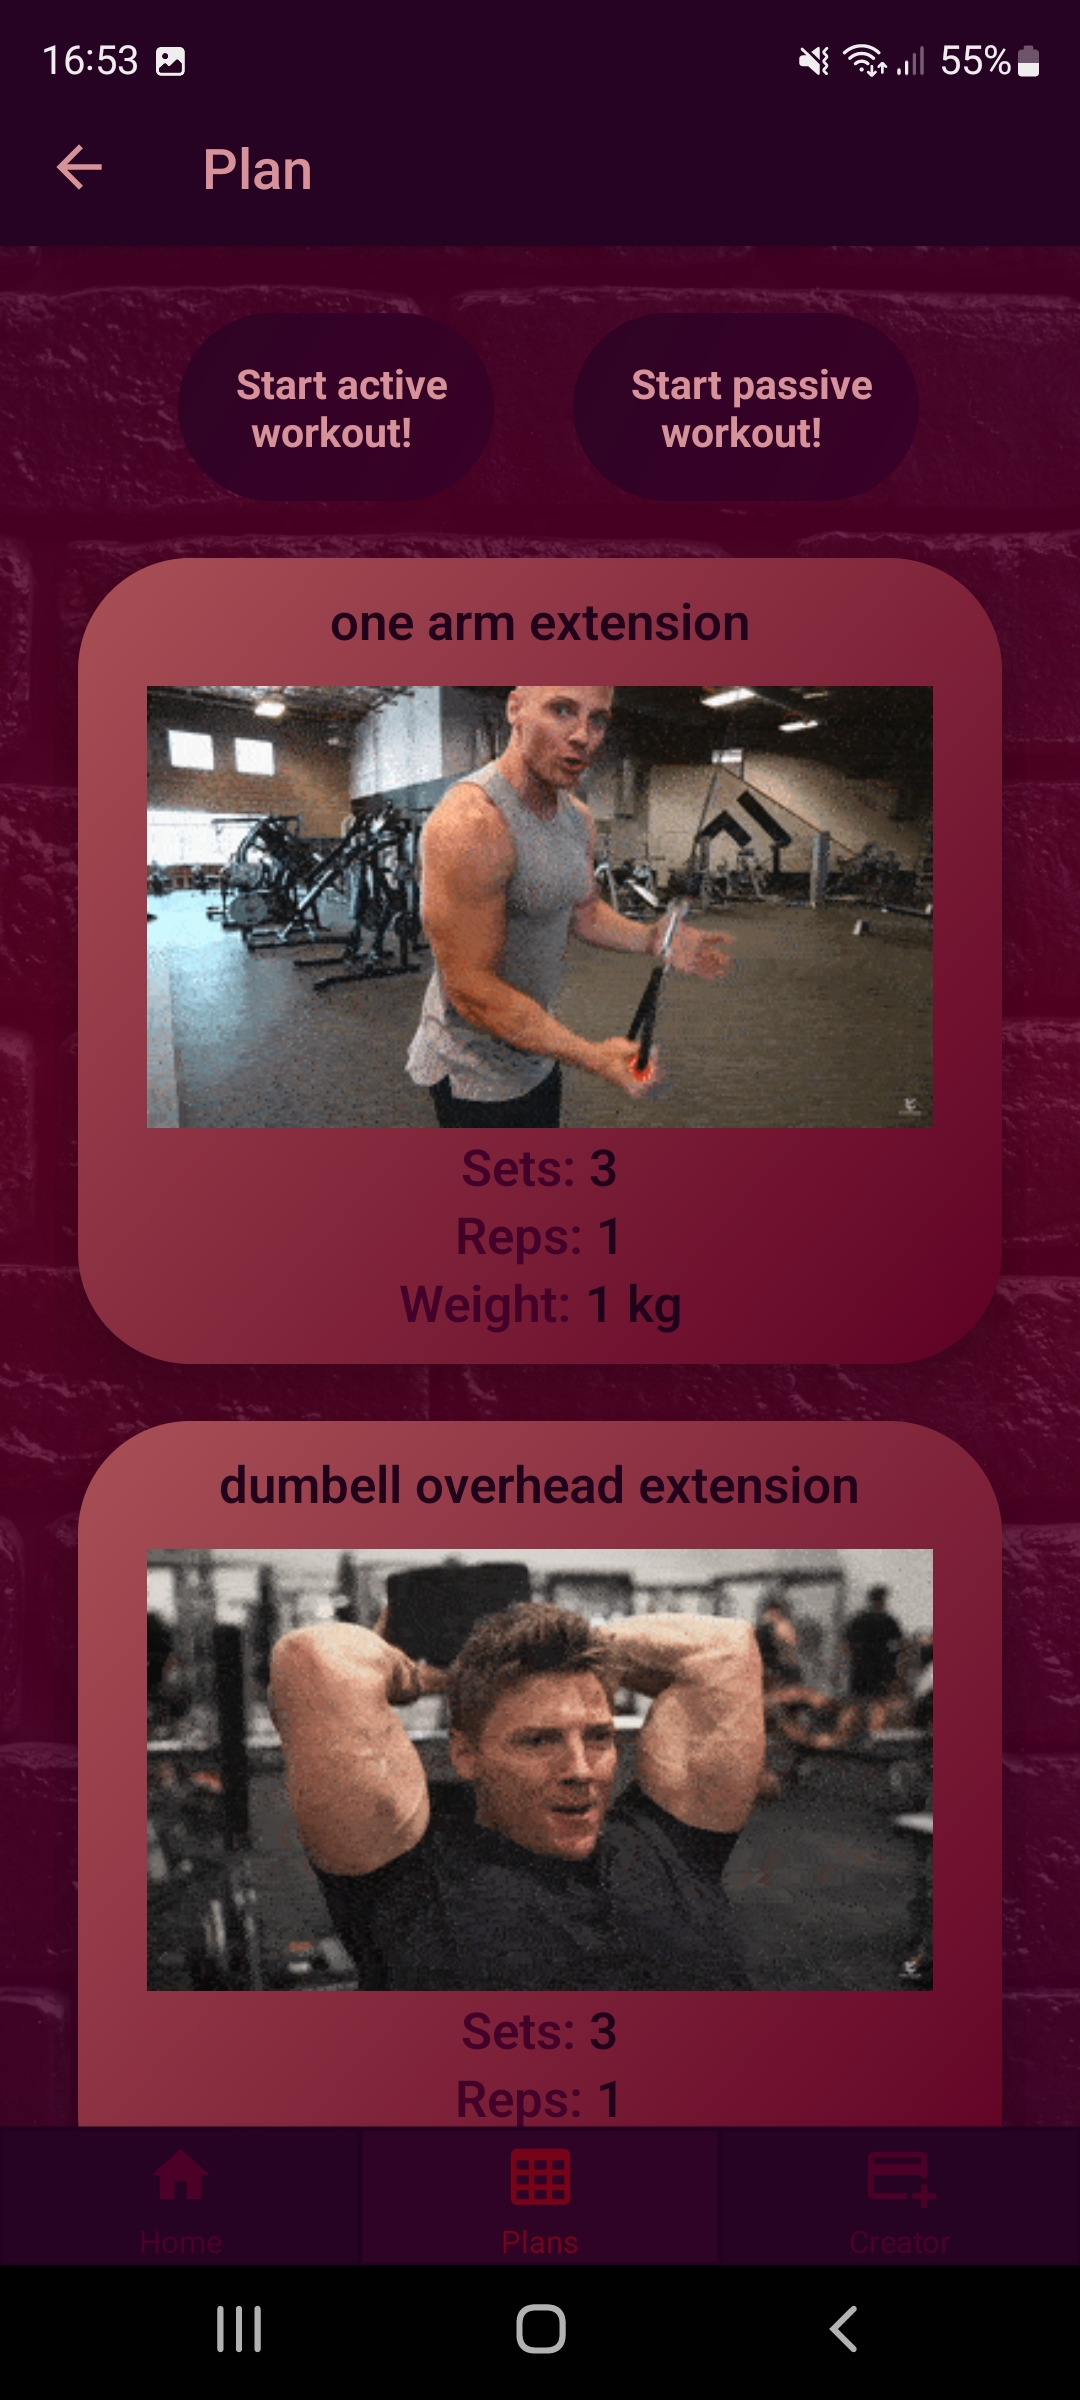 16:53
55%
Plan
Start active
workout!
Start passive
workout!
one arm extension
Sets: 3
Reps: 1
Weight: 1 kg
dumbell overhead extension
Sets: 3
Reps: 1
Home
Plans
Creator